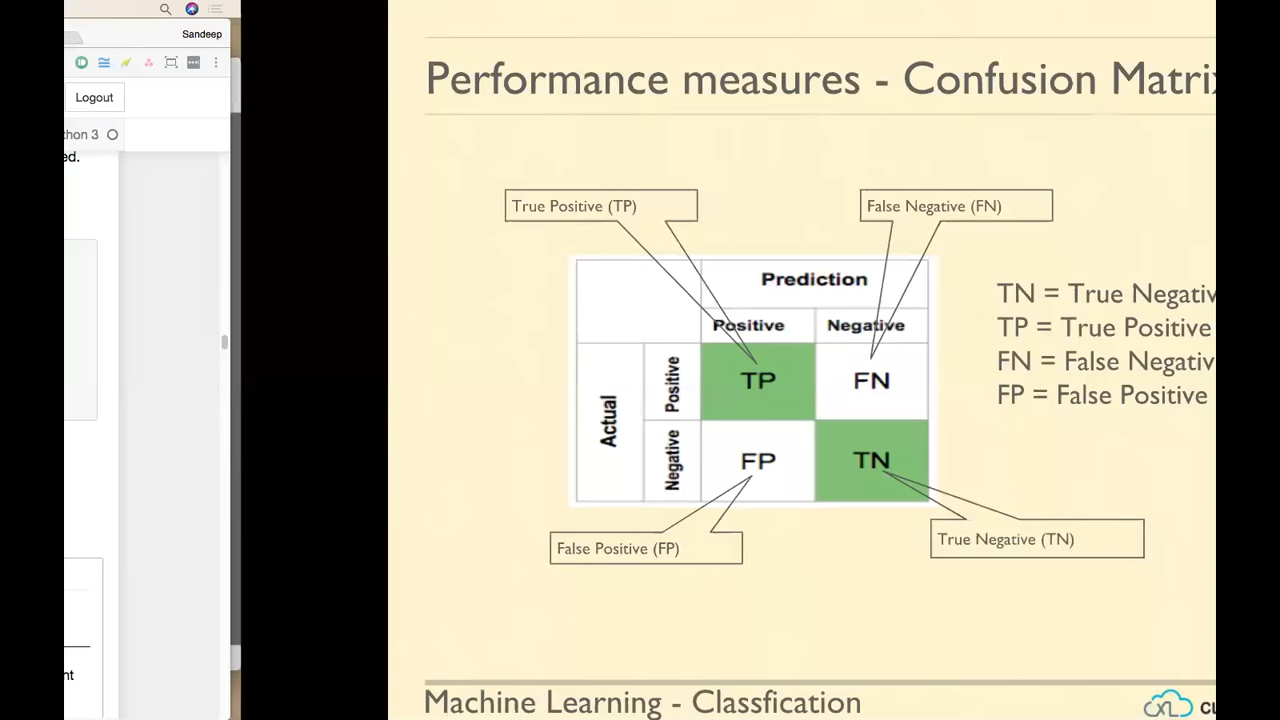 Sandeep
Logout
thon 3
ed.
nt
Performance measures - Confusion Matri
True Positive (TP)
False Negative (FN)
Prediction
Positive
Negative
Actual
Positive
TP
FN
Negative
FP
TN
TN = True Negativ
TP = True Positive
FN = False Negativ
FP = False Positive
False Positive (FP)
True Negative (TN)
Machine Learning - Classfication
CXL
CL